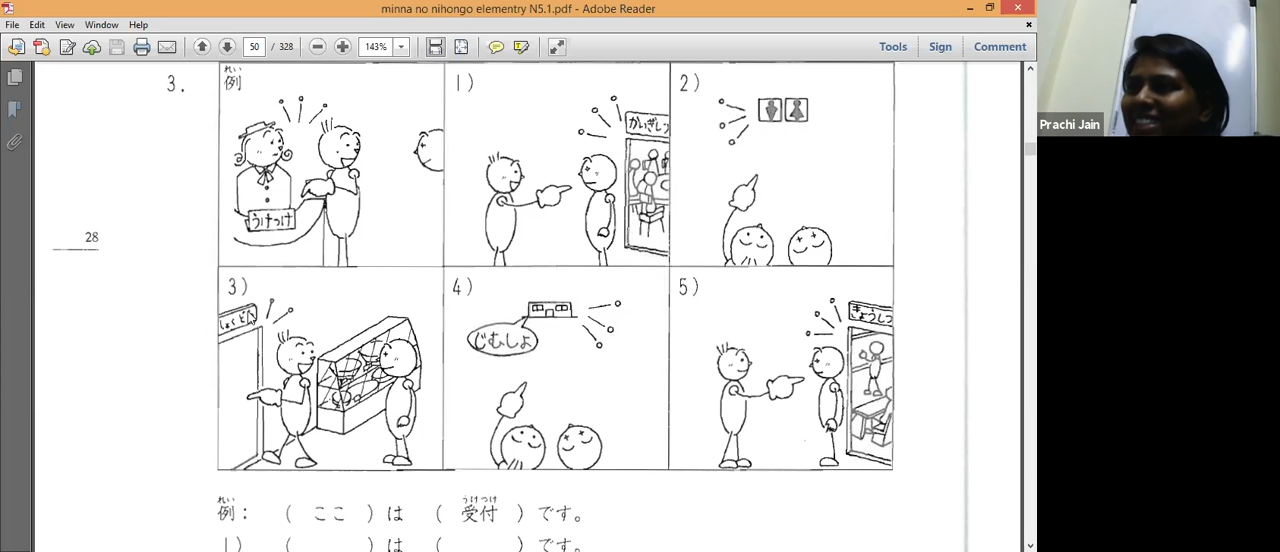 minna no nihongo elementry N5.1.pdf - Adobe Reader
File Edit View Window Help
50 / 328 143% Tools Sign Comment
Prachi Jain
3.
れい
例
1)
2)
かいぎしつ
うけつけ
28
3)
4)
5)
しょくどう
じむしょ
きょうしつ
れい うけつけ
例： （ ここ ）は （ 受付 ）です。
1) （ ）は （ ）です。